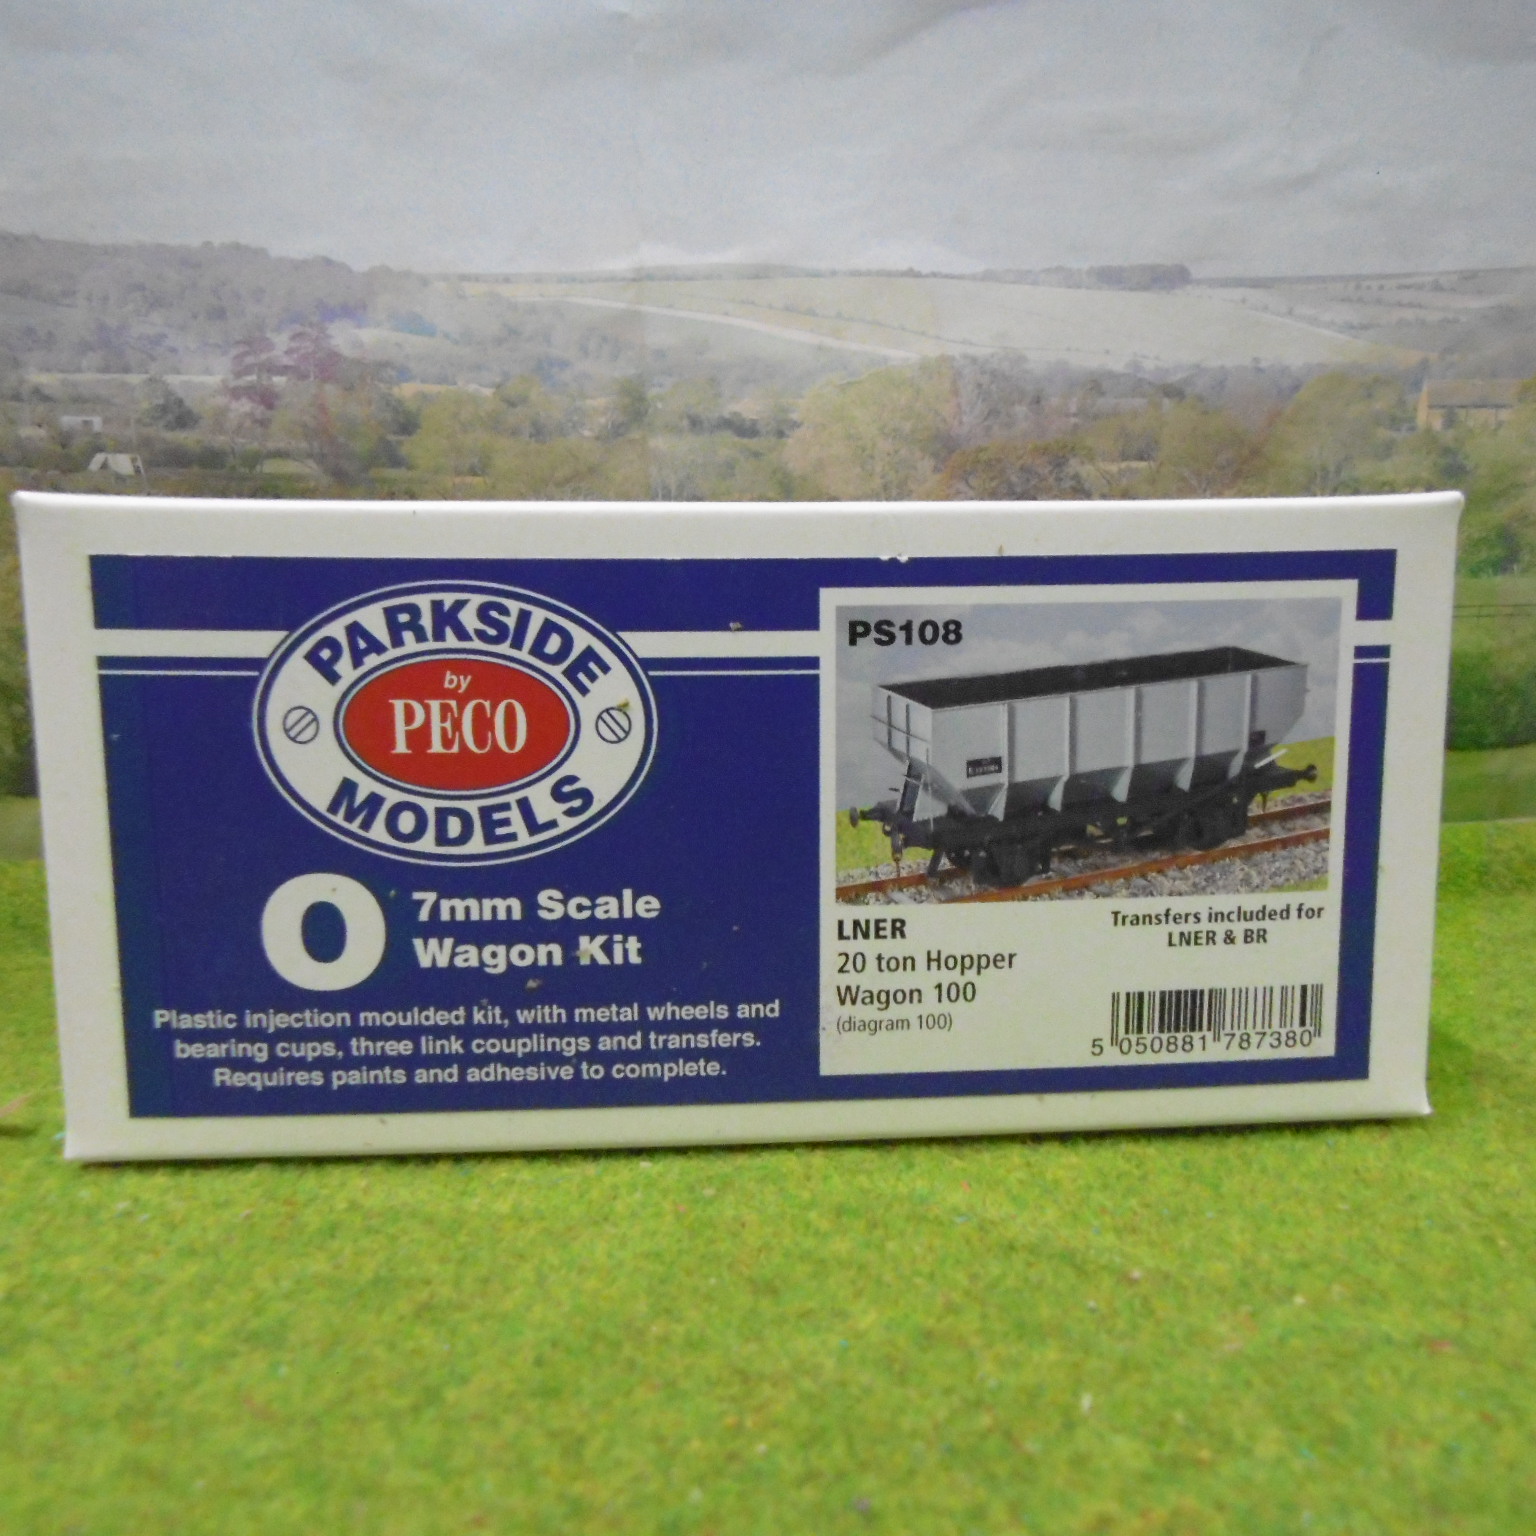 PARKSIDE
by
PECO
MODELS
O
7mm Scale
Wagon Kit
Plastic injection moulded kit, with metal wheels and
bearing cups, three link couplings and transfers.
Requires paints and adhesive to complete.
PS108
LNER
20 ton Hopper
Wagon 100
(diagram 100)
Transfers included for
LNER & BR
5 050881 787380